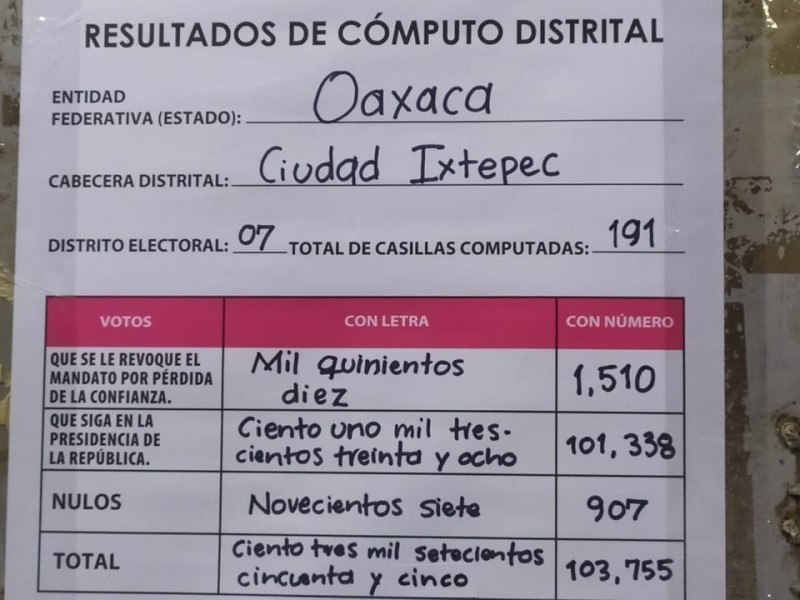 RESULTADOS DE CÓMPUTO DISTRITAL
ENTIDAD
FEDERATIVA (ESTADO): Oaxaca
CABECERA DISTRITAL: Ciudad Ixtepec
DISTRITO ELECTORAL: 07 TOTAL DE CASILLAS COMPUTADAS: 191
VOTOS CON LETRA CON NÚMERO
QUE SE LE REVOQUE EL
MANDATO POR PÉRDIDA
DE LA CONFIANZA.
Mil quinientos
diez
1,510
QUE SIGA EN LA
PRESIDENCIA DE
LA REPÚBLICA.
Ciento uno mil tres-
cientos treinta y ocho
101,338
NULOS
Novecientos siete
907
TOTAL
Ciento tres mil setecientos
cincuenta y cinco
103,755